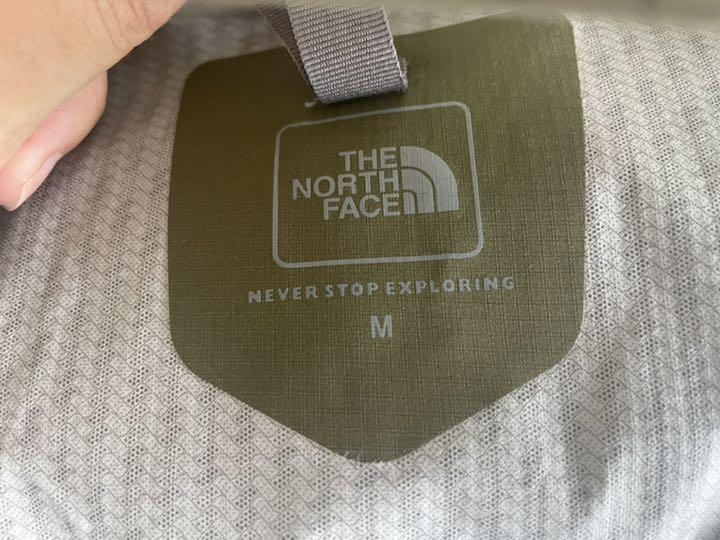 THE
NORTH
FACE
NEVER STOP EXPLORING
M